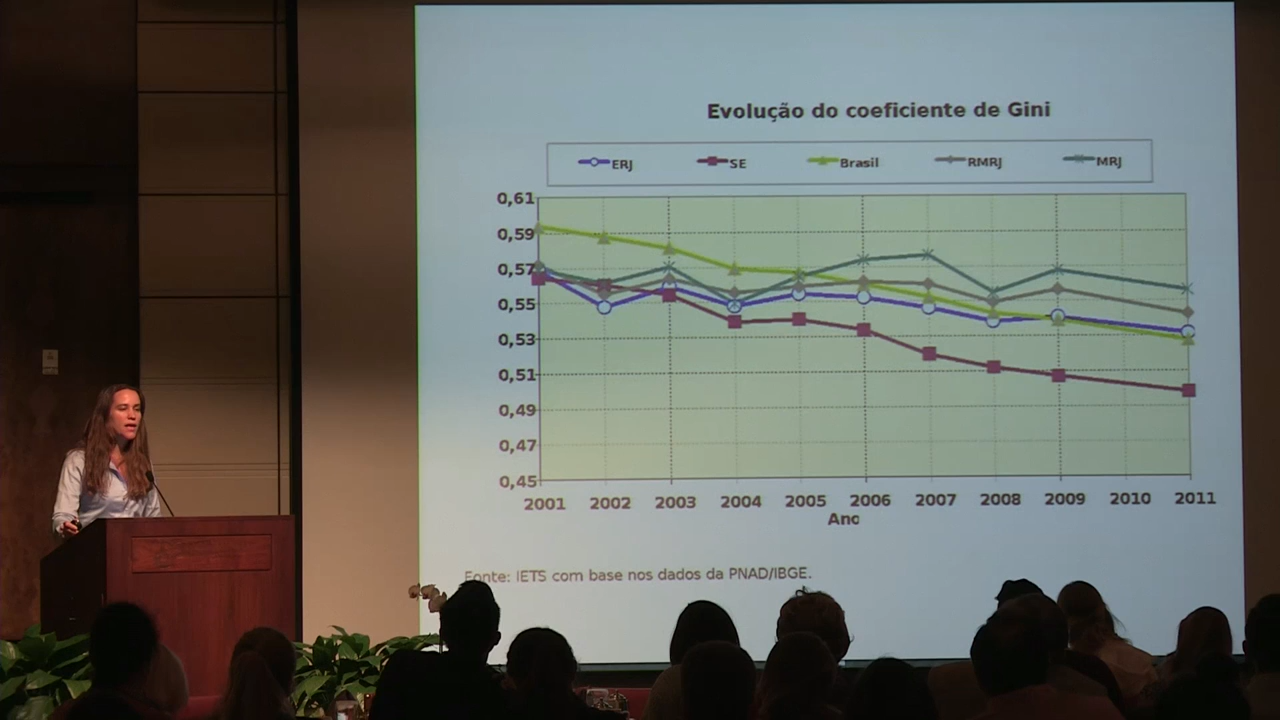 Evolução do coeficiente de Gini
ERJ SE Brasil RMRJ MRJ
0,61
0,59
0,57
0,55
0,53
0,51
0,49
0,47
0,45
2001 2002 2003 2004 2005 2006 2007 2008 2009 2010 2011
Ano
Fonte: IETS com base nos dados da PNAD/IBGE.